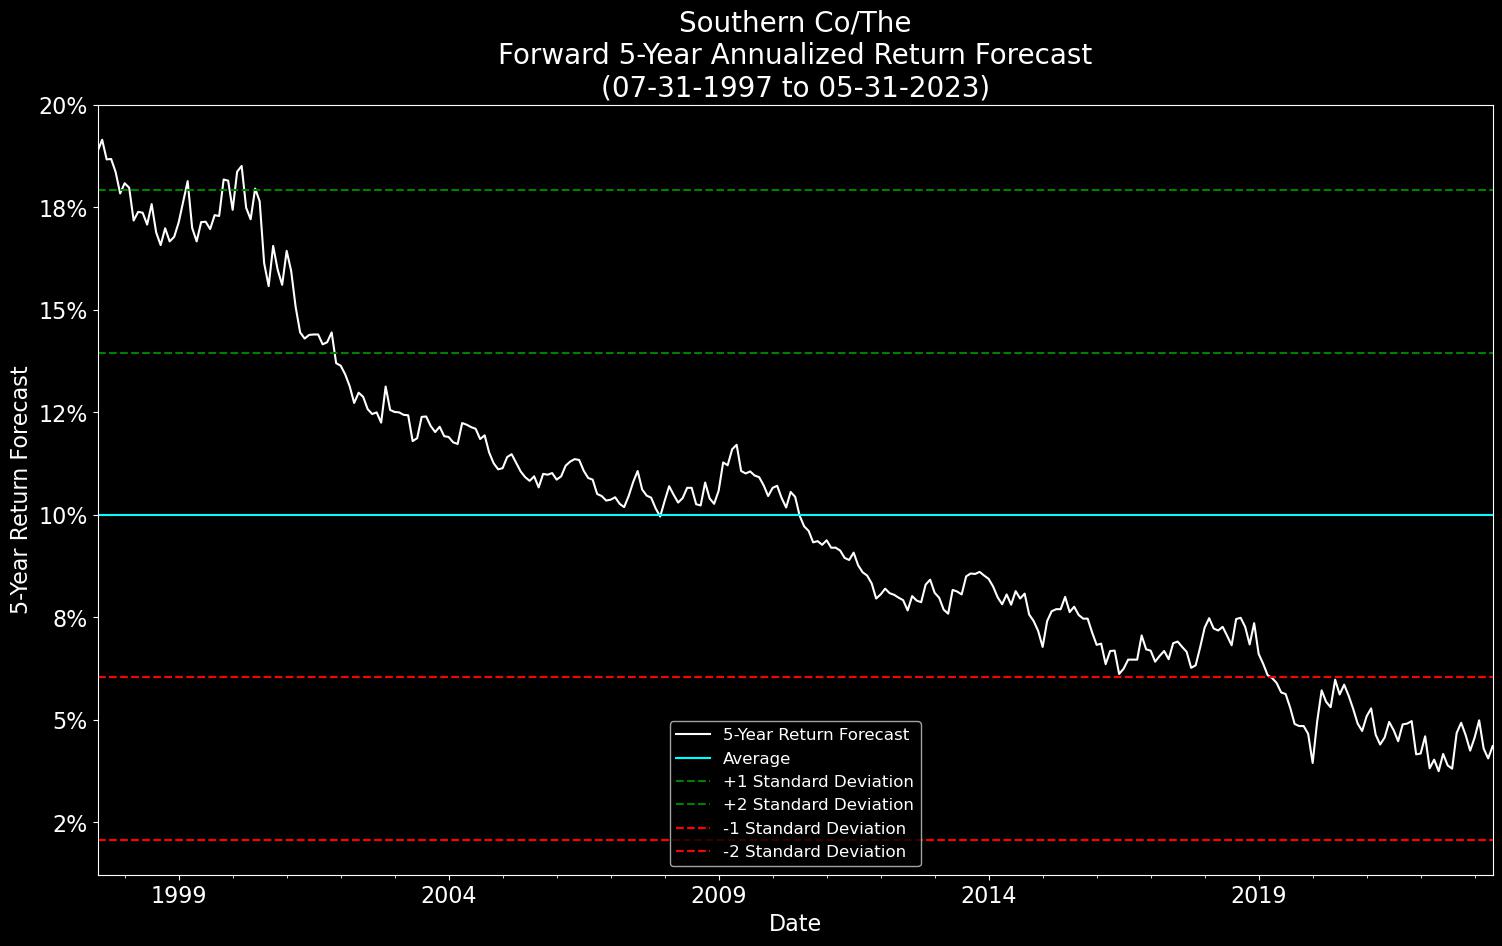 Southern Co/The
Forward 5-Year Annualized Return Forecast
(07-31-1997 to 05-31-2023)
20%
18%
15%
12%
10%
8%
5%
2%
5-Year Return Forecast
5-Year Return Forecast
Average
+1 Standard Deviation
+2 Standard Deviation
-1 Standard Deviation
-2 Standard Deviation
1999 2004 2009 2014 2019
Date